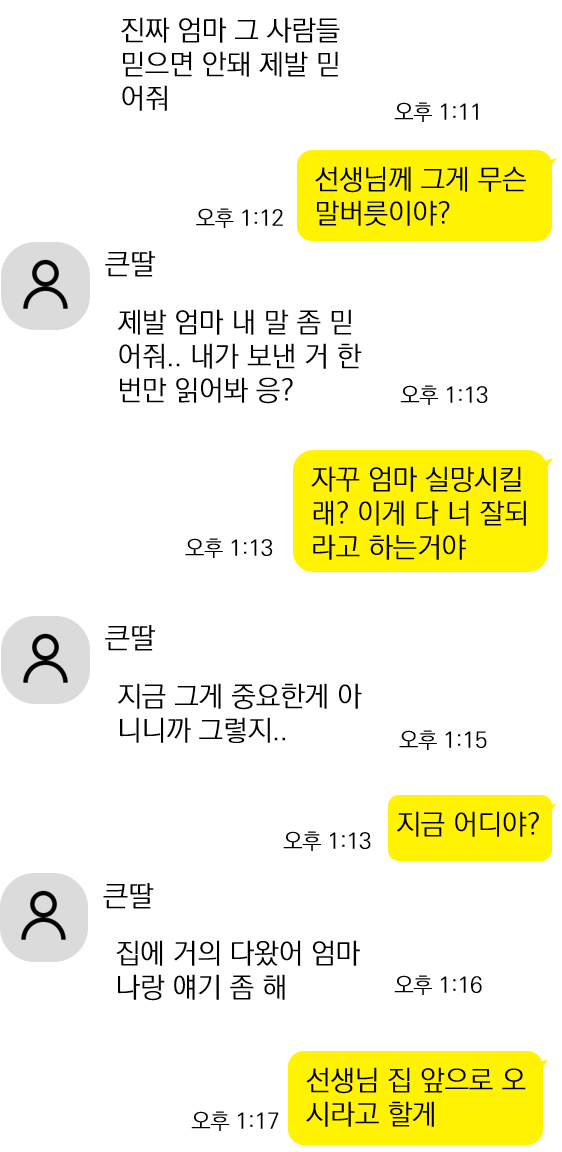 진짜 엄마 그 사람들
믿으면 안돼 제발 믿
어줘
오후 1:11
선생님께 그게 무슨
말버릇이야?
오후 1:12
큰딸
제발 엄마 내 말 좀 믿
어줘.. 내가 보낸 거 한
번만 읽어봐 응?
오후 1:13
자꾸 엄마 실망시킬
래? 이게 다 너 잘되
라고 하는거야
오후 1:13
큰딸
지금 그게 중요한게 아
니니까 그렇지..
오후 1:15
지금 어디야?
오후 1:13
큰딸
집에 거의 다왔어 엄마
나랑 얘기 좀 해
오후 1:16
선생님 집 앞으로 오
시라고 할게
오후 1:17